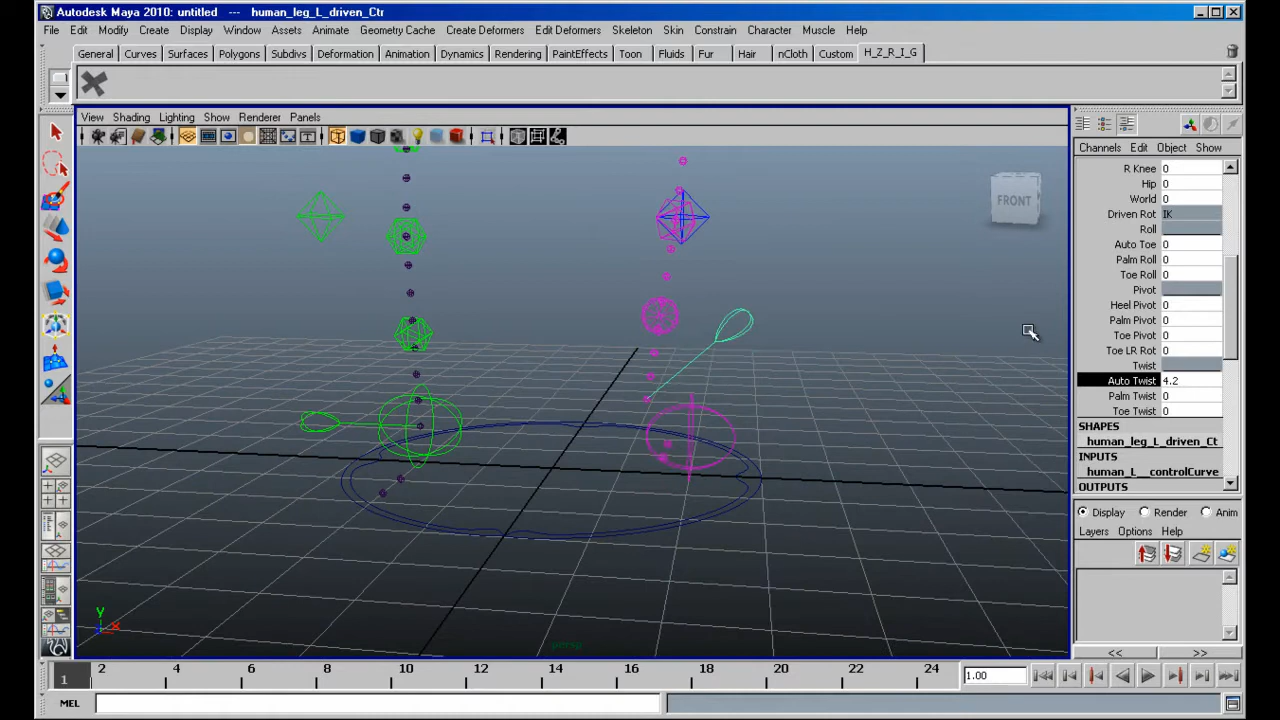 Autodesk Maya 2010: untitled --- human_leg_L_driven_Ctr
File Edit Modify Create Display Window Assets Animate Geometry Cache Create Deformers Edit Deformers Skeleton Skin Constrain Character Muscle Help
General Curves Surfaces Polygons Subdivs Deformation Animation Dynamics Rendering PaintEffects Toon Fluids Fur Hair nCloth Custom H_Z_R_I_G
View Shading Lighting Show Renderer Panels
Channels Edit Object Show
R Knee 0
Hip 0
World 0
Driven Rot IK
Roll
Auto Toe 0
Palm Roll 0
Toe Roll 0
Pivot
Heel Pivot 0
Palm Pivot 0
Toe Pivot 0
Toe LR Rot 0
Twist
Auto Twist 4.2
Palm Twist 0
Toe Twist 0
SHAPES
human_leg_L_driven_Ct
INPUTS
human_L__controlCurve
OUTPUTS
FRONT
Display Render Anim
Layers Options Help
<< >>
Y
X
persp
1 2 4 6 8 10 12 14 16 18 20 22 24 1.00
MEL